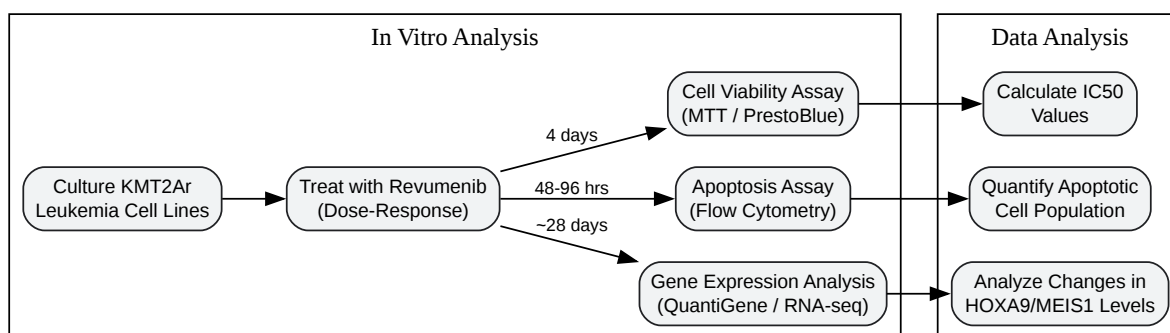 In Vitro Analysis
Data Analysis
Cell Viability Assay
(MTT / PrestoBlue)
Calculate IC50
Values
4 days
Culture KMT2Ar
Leukemia Cell Lines
Treat with Revumenib
(Dose-Response)
48-96 hrs
Apoptosis Assay
(Flow Cytometry)
Quantify Apoptotic
Cell Population
~28 days
Gene Expression Analysis
(QuantiGene / RNA-seq)
Analyze Changes in
HOXA9/MEIS1 Levels